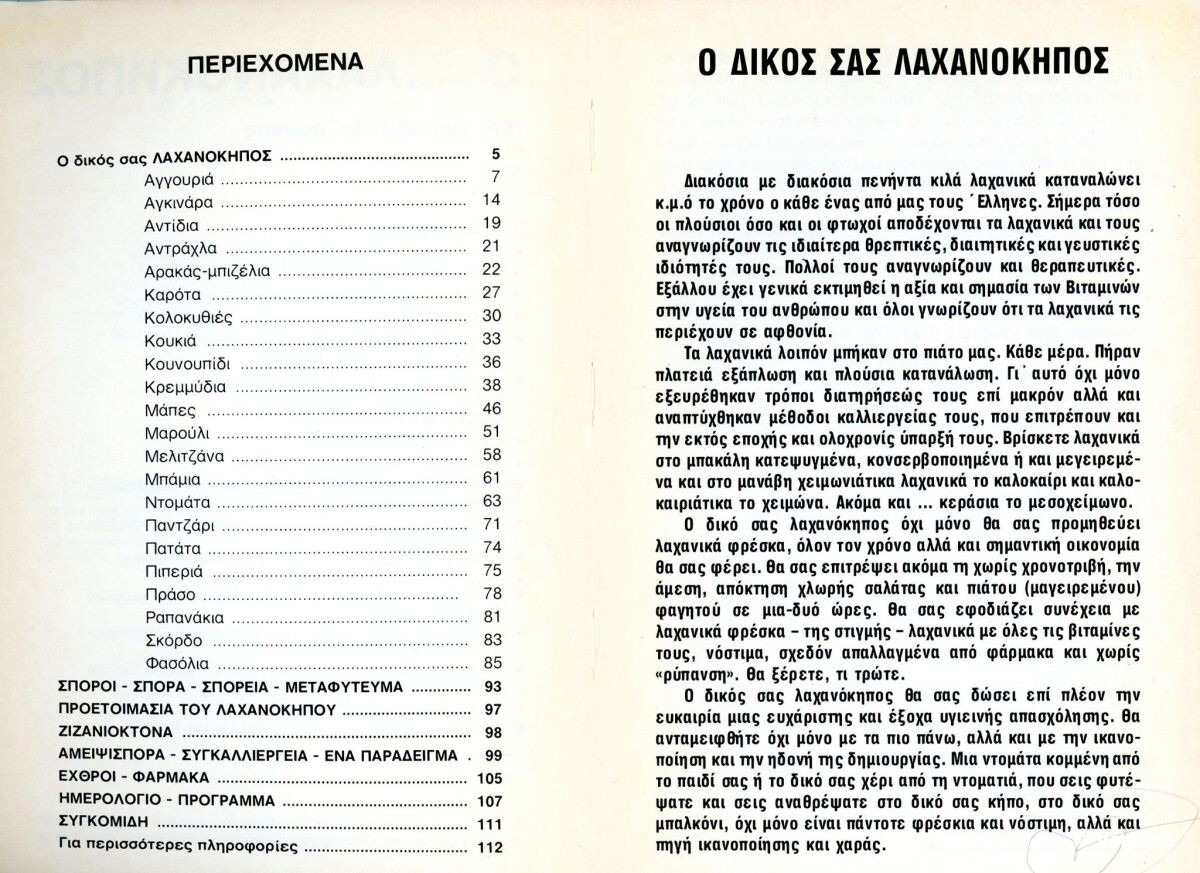 ΠΕΡΙΕΧΟΜΕΝΑ
Ο δικός σας ΛΑΧΑΝΟΚΗΠΟΣ ........................................ 5
Αγγουριά .................................................... 7
Αγκινάρα .................................................... 14
Αντίδια .................................................... 19
Αντράχλα .................................................... 21
Αρακάς-μπιζέλια ........................................ 22
Καρότα .................................................... 27
Κολοκυθιές .................................................... 30
Κουκιά .................................................... 33
Κουνουπίδι .................................................... 36
Κρεμμύδια .................................................... 38
Μάπες .................................................... 46
Μαρούλι .................................................... 51
Μελιτζάνα .................................................... 58
Μπάμια .................................................... 61
Ντομάτα .................................................... 63
Παντζάρι .................................................... 71
Πατάτα .................................................... 74
Πιπεριά .................................................... 75
Πράσο .................................................... 78
Ραπανάκια .................................................... 81
Σκόρδο .................................................... 83
Φασόλια .................................................... 85
ΣΠΟΡΟΙ - ΣΠΟΡΑ - ΣΠΟΡΕΙΑ - ΜΕΤΑΦΥΤΕΥΜΑ .............. 93
ΠΡΟΕΤΟΙΜΑΣΙΑ ΤΟΥ ΛΑΧΑΝΟΚΗΠΟΥ .......................... 97
ΖΙΖΑΝΙΟΚΤΟΝΑ .................................................... 98
ΑΜΕΙΨΙΣΠΟΡΑ - ΣΥΓΚΑΛΛΙΕΡΓΕΙΑ - ΕΝΑ ΠΑΡΑΔΕΙΓΜΑ . 99
ΕΧΘΡΟΙ - ΦΑΡΜΑΚΑ .................................................... 105
ΗΜΕΡΟΛΟΓΙΟ - ΠΡΟΓΡΑΜΜΑ ........................................ 107
ΣΥΓΚΟΜΙΔΗ .................................................... 111
Για περισσότερες πληροφορίες .................................. 112
Ο ΔΙΚΟΣ ΣΑΣ ΛΑΧΑΝΟΚΗΠΟΣ
Διακόσια με διακόσια πενήντα κιλά λαχανικά καταναλώνει
κ.μ.ό το χρόνο ο κάθε ένας από μας τους Έλληνες. Σήμερα τόσο
οι πλούσιοι όσο και οι φτωχοί αποδέχονται τα λαχανικά και τους
αναγνωρίζουν τις ιδιαίτερα θρεπτικές, διαιτητικές και γευστικές
ιδιότητές τους. Πολλοί τους αναγνωρίζουν και θεραπευτικές.
Εξάλλου έχει γενικά εκτιμηθεί η αξία και σημασία των Βιταμινών
στην υγεία του ανθρώπου και όλοι γνωρίζουν ότι τα λαχανικά τις
περιέχουν σε αφθονία.
Τα λαχανικά λοιπόν μπήκαν στο πιάτο μας. Κάθε μέρα. Πήραν
πλατειά εξάπλωση και πλούσια κατανάλωση. Γι' αυτό όχι μόνο
εξευρέθηκαν τρόποι διατηρήσεώς τους επί μακρόν αλλά και
αναπτύχθηκαν μέθοδοι καλλιεργείας τους, που επιτρέπουν και
την εκτός εποχής και ολοχρονίς ύπαρξή τους. Βρίσκετε λαχανικά
στο μπακάλη κατεψυγμένα, κονσερβοποιημένα ή και μεγειρεμέ-
να και στο μανάβη χειμωνιάτικα λαχανικά το καλοκαίρι και καλο-
καιριάτικα το χειμώνα. Ακόμα και ... κεράσια το μεσοχείμωνο.
Ο δικό σας λαχανόκηπος όχι μόνο θα σας προμηθεύει
λαχανικά φρέσκα, όλον τον χρόνο αλλά και σημαντική οικονομία
θα σας φέρει. θα σας επιτρέψει ακόμα τη χωρίς χρονοτριβή, την
άμεση, απόκτηση χλωρής σαλάτας και πιάτου (μαγειρεμένου)
φαγητού σε μια-δυό ώρες. θα σας εφοδιάζει συνέχεια με
λαχανικά φρέσκα – της στιγμής – λαχανικά με όλες τις βιταμίνες
τους, νόστιμα, σχεδόν απαλλαγμένα από φάρμακα και χωρίς
«ρύπανση». θα ξέρετε, τι τρώτε.
Ο δικός σας λαχανόκηπος θα σας δώσει επί πλέον την
ευκαιρία μιας ευχάριστης και έξοχα υγιεινής απασχόλησης. θα
ανταμειφθήτε όχι μόνο με τα πιο πάνω, αλλά και με την ικανο-
ποίηση και την ηδονή της δημιουργίας. Μια ντομάτα κομμένη από
το παιδί σας ή το δικό σας χέρι από τη ντοματιά, που σεις φυτέ-
ψατε και σεις αναθρέψατε στο δικό σας κήπο, στο δικό σας
μπαλκόνι, όχι μόνο είναι πάντοτε φρέσκια και νόστιμη, αλλά και
πηγή ικανοποίησης και χαράς.